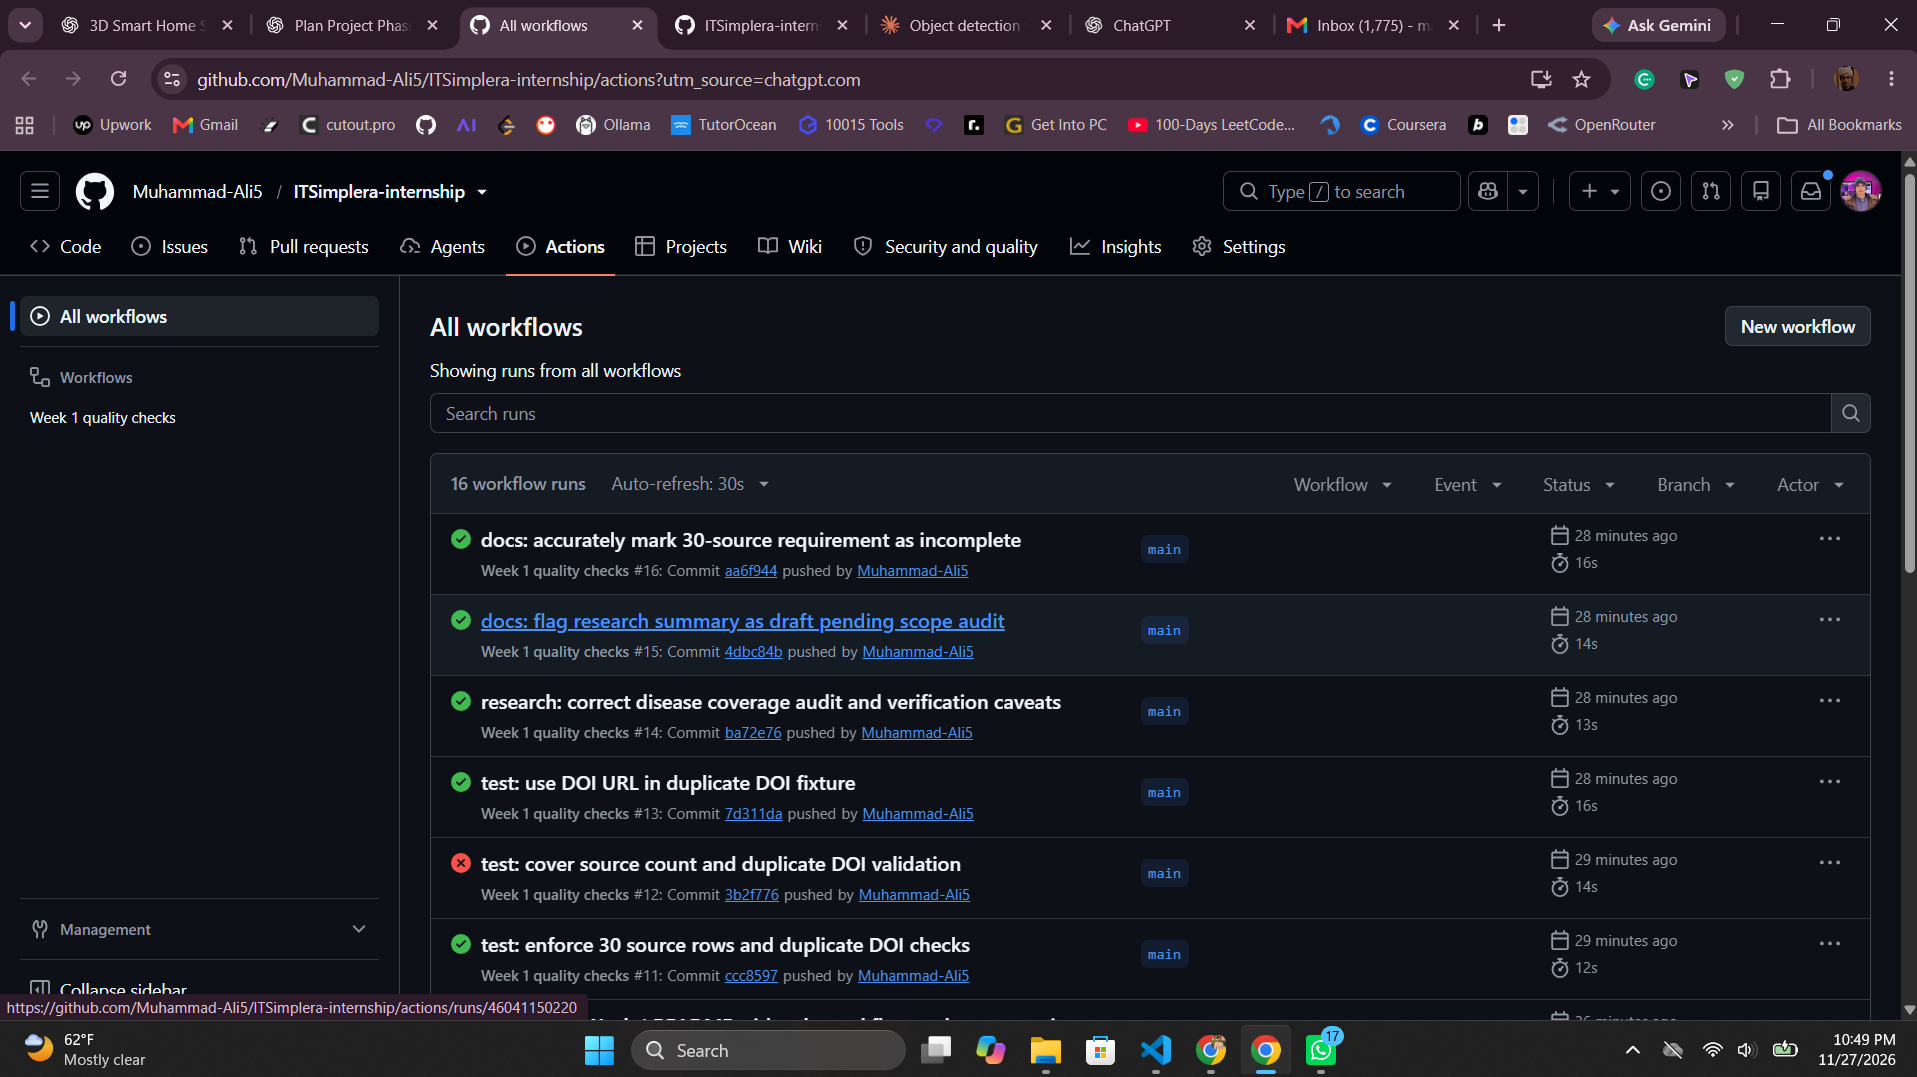 3D Smart Home S
Plan Project Phas
All workflows
ITSimplera-intern
Object detection
ChatGPT
Inbox (1,775) - m
Ask Gemini
github.com/Muhammad-Ali5/ITSimplera-internship/actions?utm_source=chatgpt.com
up Upwork
Gmail
cutout.pro
AI
Ollama
TutorOcean
10015 Tools
r.
Get Into PC
100-Days LeetCode...
Coursera
b
OpenRouter
All Bookmarks
Muhammad-Ali5 / ITSimplera-internship
Type / to search
Code
Issues
Pull requests
Agents
Actions
Projects
Wiki
Security and quality
Insights
Settings
All workflows
Workflows
Week 1 quality checks
Management
Collapse sidebar
All workflows
New workflow
Showing runs from all workflows
Search runs
16 workflow runs
Auto-refresh: 30s
Workflow
Event
Status
Branch
Actor
docs: accurately mark 30-source requirement as incomplete
Week 1 quality checks #16: Commit aa6f944 pushed by Muhammad-Ali5
main
28 minutes ago
16s
docs: flag research summary as draft pending scope audit
Week 1 quality checks #15: Commit 4dbc84b pushed by Muhammad-Ali5
main
28 minutes ago
14s
research: correct disease coverage audit and verification caveats
Week 1 quality checks #14: Commit ba72e76 pushed by Muhammad-Ali5
main
28 minutes ago
13s
test: use DOI URL in duplicate DOI fixture
Week 1 quality checks #13: Commit 7d311da pushed by Muhammad-Ali5
main
28 minutes ago
16s
test: cover source count and duplicate DOI validation
Week 1 quality checks #12: Commit 3b2f776 pushed by Muhammad-Ali5
main
29 minutes ago
14s
test: enforce 30 source rows and duplicate DOI checks
Week 1 quality checks #11: Commit ccc8597 pushed by Muhammad-Ali5
main
29 minutes ago
12s
https://github.com/Muhammad-Ali5/ITSimplera-internship/actions/runs/46041150220
62°F
Mostly clear
Search
17
10:49 PM
11/27/2026